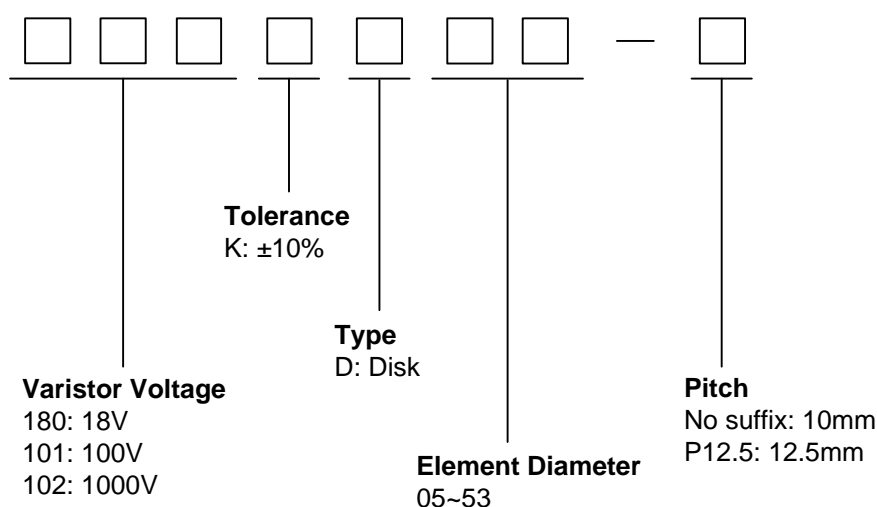 Tolerance
K: ±10%
Type
D: Disk
Varistor Voltage
180: 18V
101: 100V
102: 1000V
Pitch
No suffix: 10mm
P12.5: 12.5mm
Element Diameter
05~53